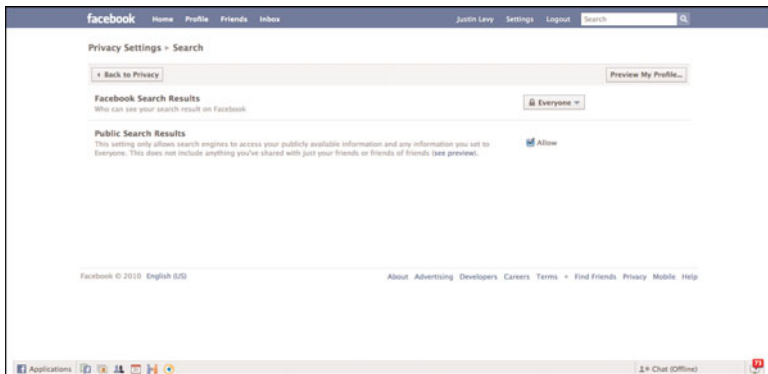 facebook Home Profile Friends Inbox Justin Levy Settings Logout Search
Privacy Settings ▸ Search
Back to Privacy Preview My Profile...
Facebook Search Results
Who can see your search result on Facebook
Everyone
Public Search Results
This setting only allows search engines to access your publicly available information and any information you set to
Everyone. This does not include anything you've shared with just your friends or friends of friends (see preview).
Allow
Facebook © 2010 English (US) About Advertising Developers Careers Terms • Find Friends Privacy Mobile Help
Applications Chat (Offline) 73